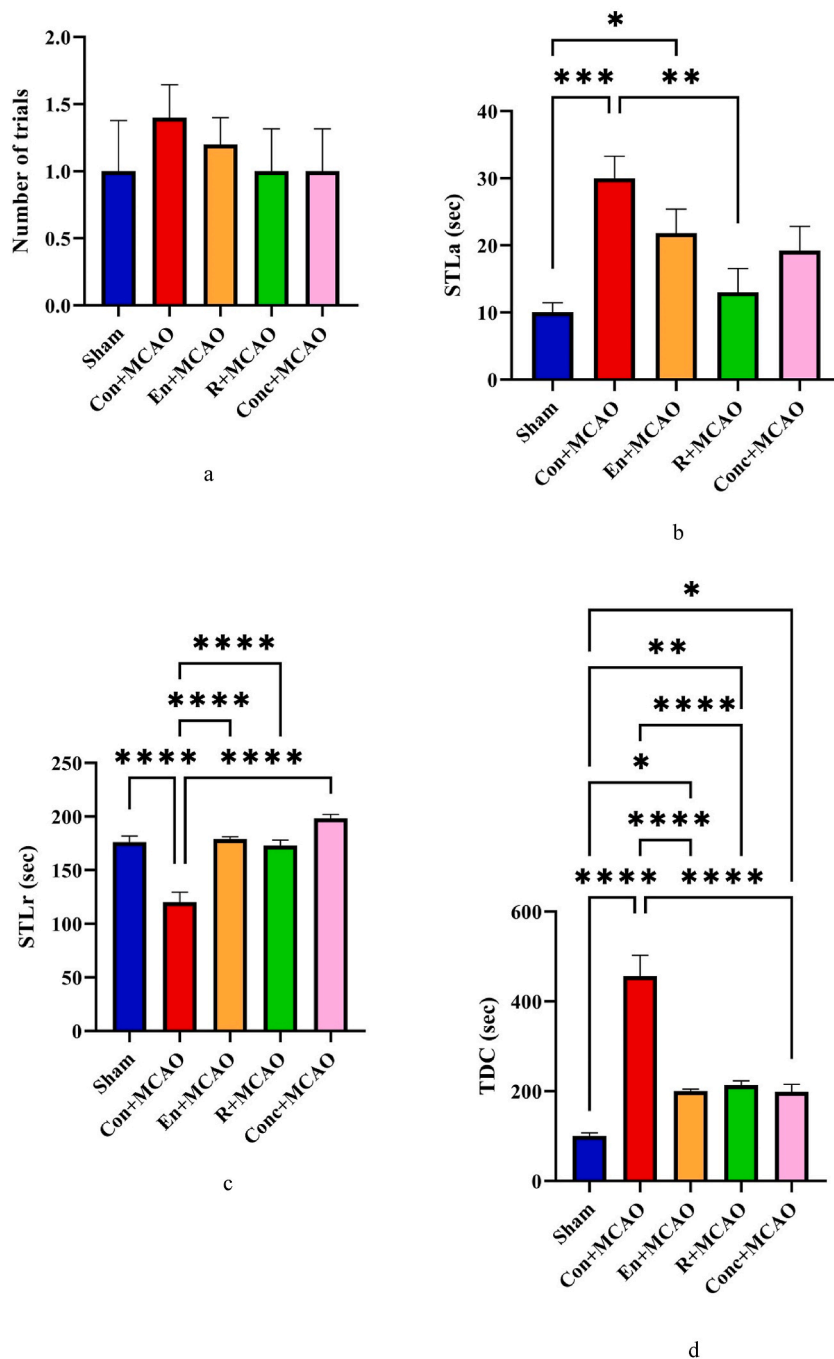 Number of trials
2.0
1.5
1.0
0.5
0.0
Sham
Con+MCAO
En+MCAO
R+MCAO
Conc+MCAO
a
*
*** **
STLa (sec)
40
30
20
10
0
Sham
Con+MCAO
En+MCAO
R+MCAO
Conc+MCAO
b
****
****
**** ****
STLr (sec)
250
200
150
100
50
0
Sham
Con+MCAO
En+MCAO
R+MCAO
Conc+MCAO
c
*
**
****
*
****
**** ****
TDC (sec)
600
400
200
0
Sham
Con+MCAO
En+MCAO
R+MCAO
Conc+MCAO
d